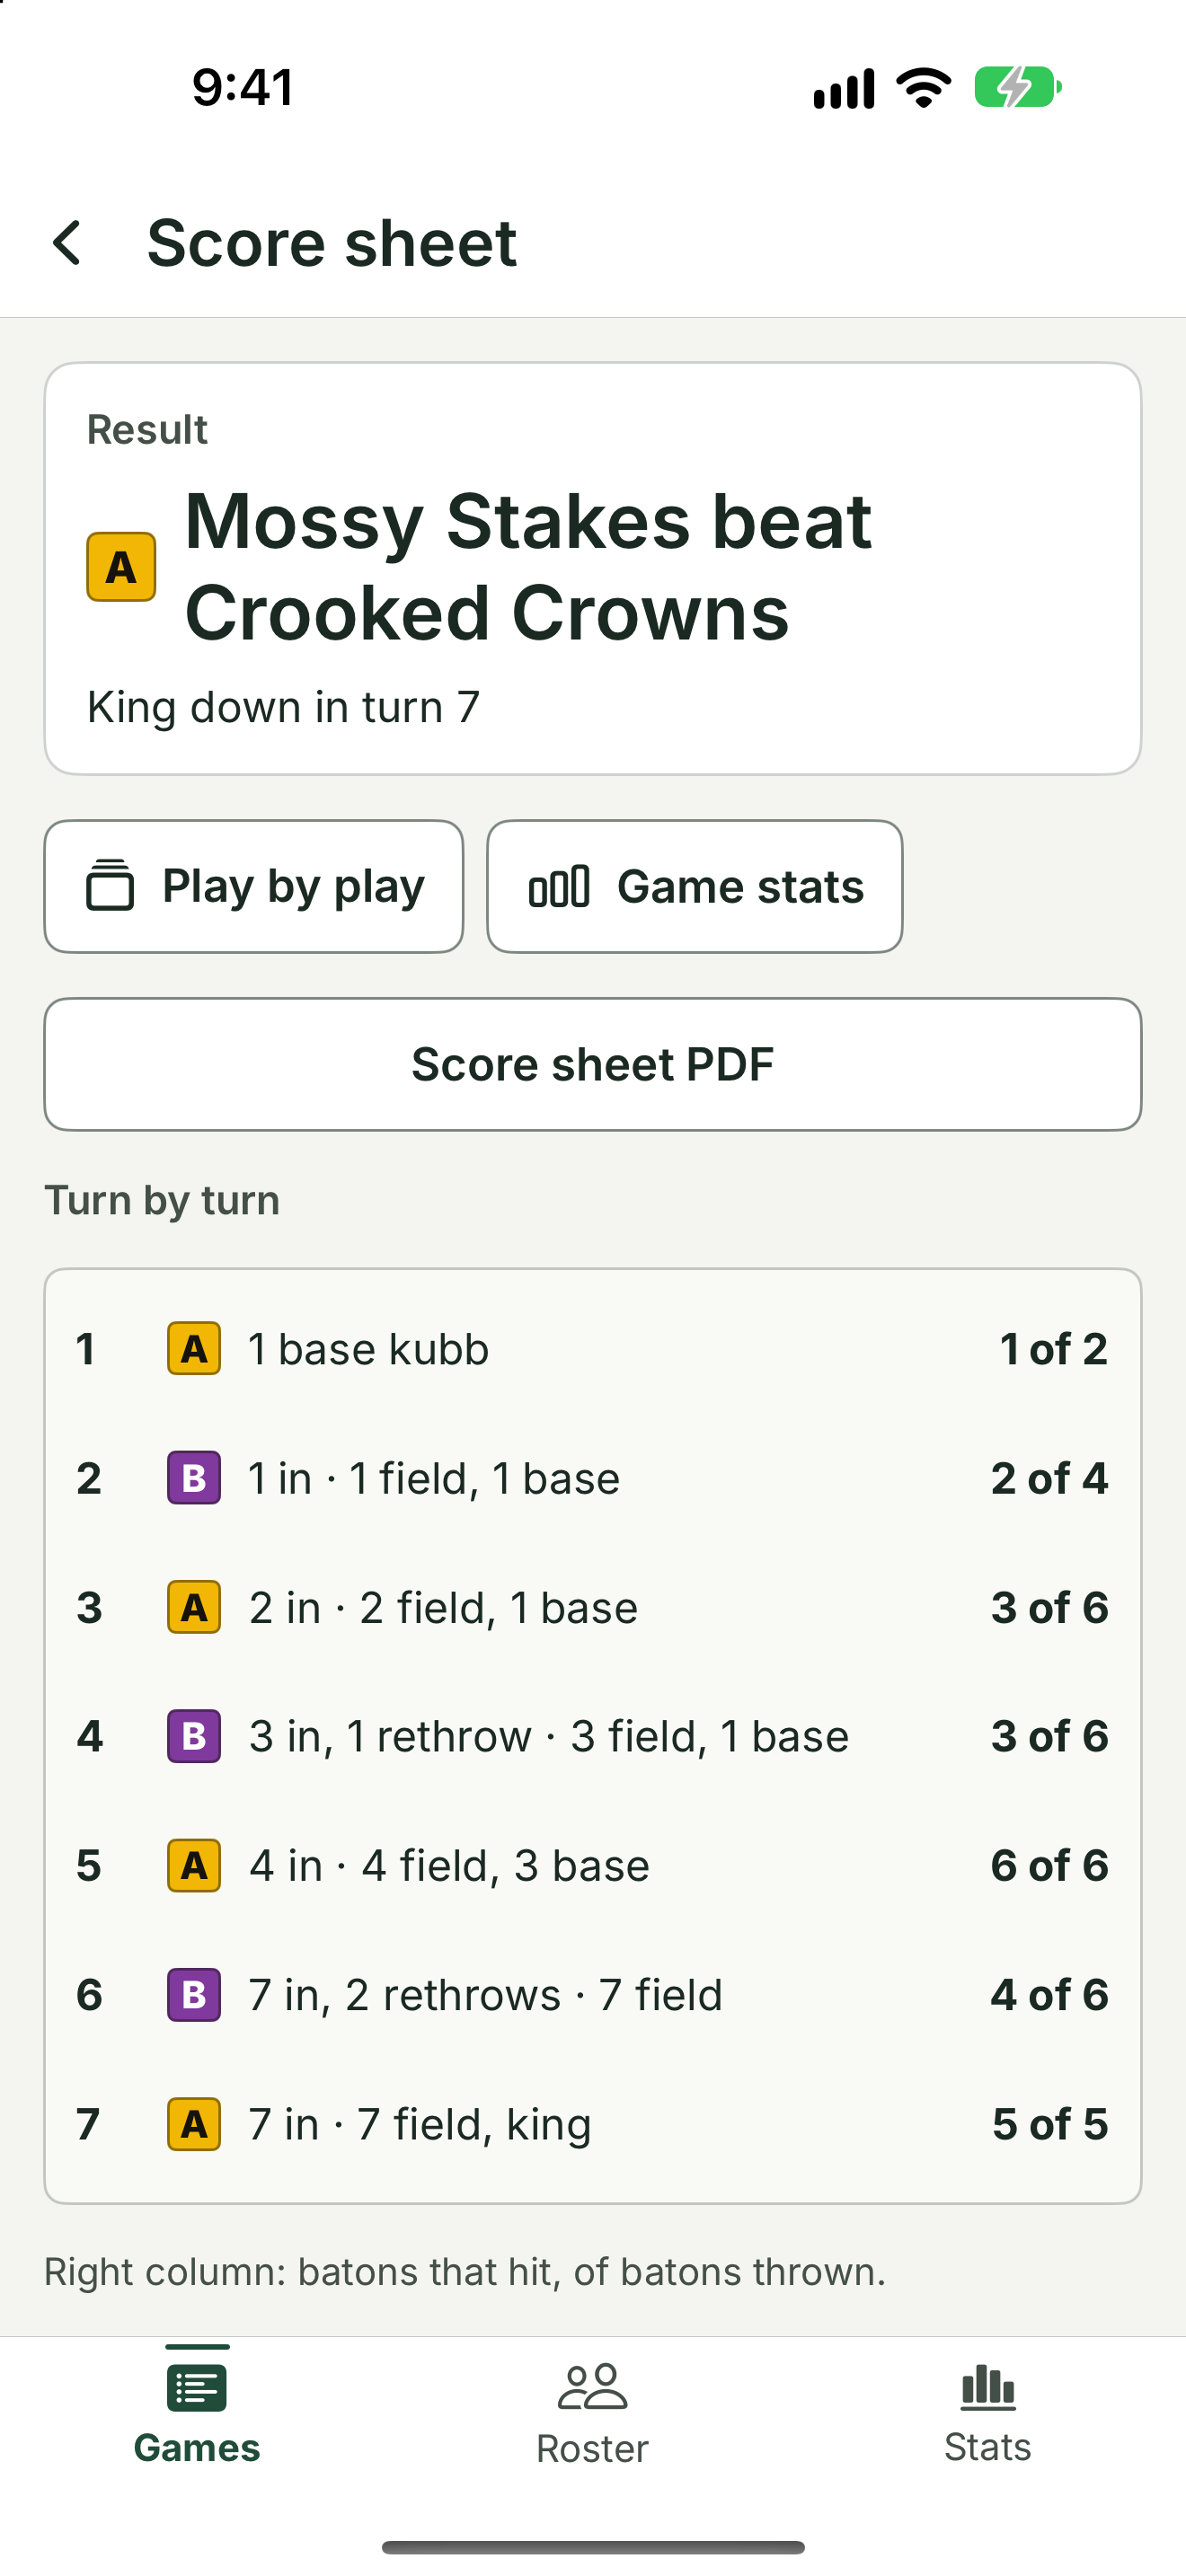 9:41
Score sheet
Result
A
Mossy Stakes beat
Crooked Crowns
King down in turn 7
Play by play
Game stats
Score sheet PDF
Turn by turn
1 A 1 base kubb 1 of 2
2 B 1 in · 1 field, 1 base 2 of 4
3 A 2 in · 2 field, 1 base 3 of 6
4 B 3 in, 1 rethrow · 3 field, 1 base 3 of 6
5 A 4 in · 4 field, 3 base 6 of 6
6 B 7 in, 2 rethrows · 7 field 4 of 6
7 A 7 in · 7 field, king 5 of 5
Right column: batons that hit, of batons thrown.
Games
Roster
Stats